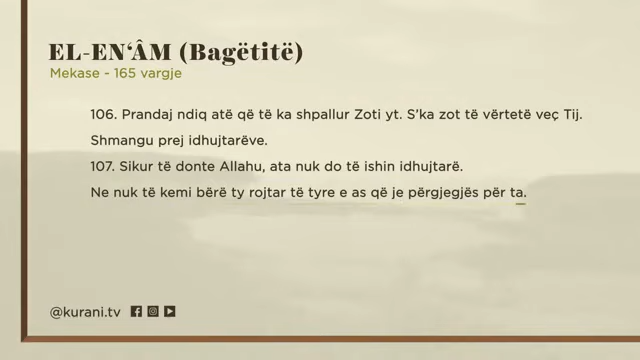 EL-EN‘ÂM (Bagëtitë)
Mekase - 165 vargje
106. Prandaj ndiq atë që të ka shpallur Zoti yt. S’ka zot të vërtetë veç Tij.
Shmangu prej idhujtarëve.
107. Sikur të donte Allahu, ata nuk do të ishin idhujtarë.
Ne nuk të kemi bërë ty rojtar të tyre e as që je përgjegjës për ta.
@kurani.tv